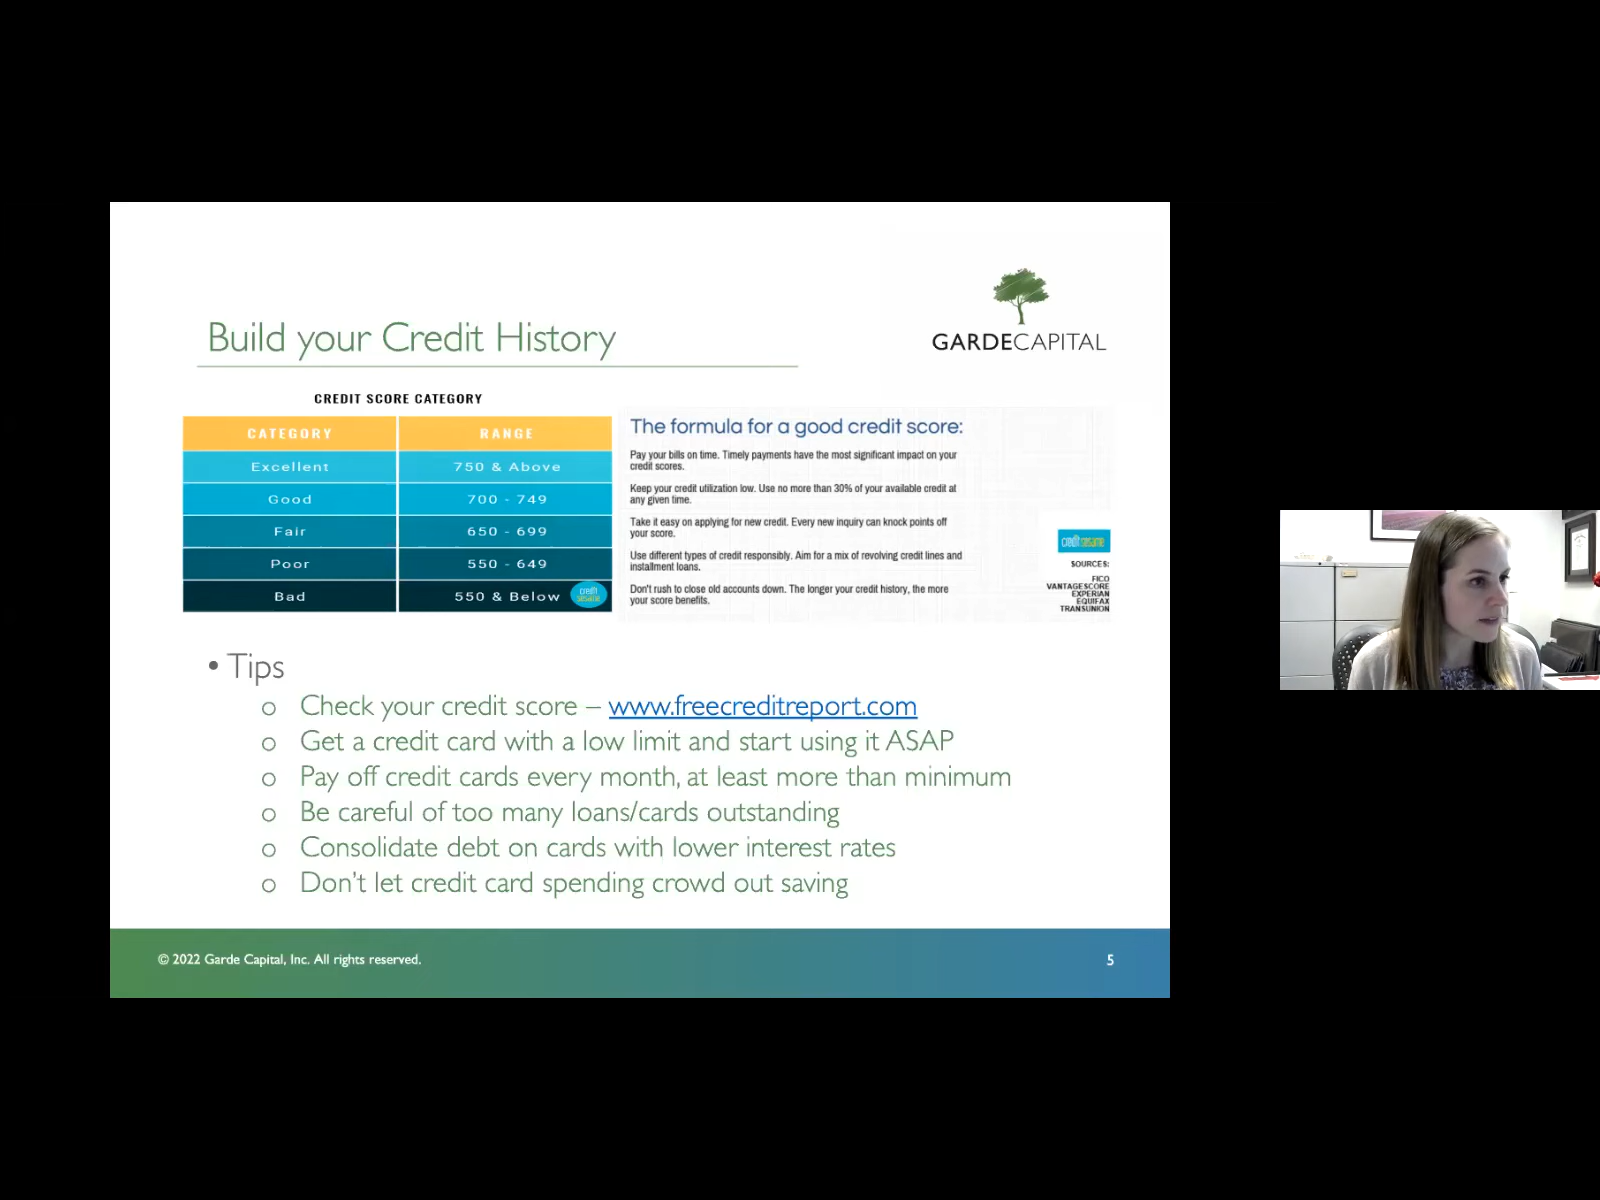 Build your Credit History
GARDECAPITAL
CREDIT SCORE CATEGORY
CATEGORY RANGE
Excellent 750 & Above
Good 700 - 749
Fair 650 - 699
Poor 550 - 649
Bad 550 & Below
credit sesame
The formula for a good credit score:
Pay your bills on time. Timely payments have the most significant impact on your
credit scores.
Keep your credit utilization low. Use no more than 30% of your available credit at
any given time.
Take it easy on applying for new credit. Every new inquiry can knock points off
your score.
Use different types of credit responsibly. Aim for a mix of revolving credit lines and
installment loans.
Don't rush to close old accounts down. The longer your credit history, the more
your score benefits.
credit sesame
SOURCES:
FICO
VANTAGESCORE
EXPERIAN
EQUIFAX
TRANSUNION
• Tips
o Check your credit score – www.freecreditreport.com
o Get a credit card with a low limit and start using it ASAP
o Pay off credit cards every month, at least more than minimum
o Be careful of too many loans/cards outstanding
o Consolidate debt on cards with lower interest rates
o Don't let credit card spending crowd out saving
© 2022 Garde Capital, Inc. All rights reserved.
5